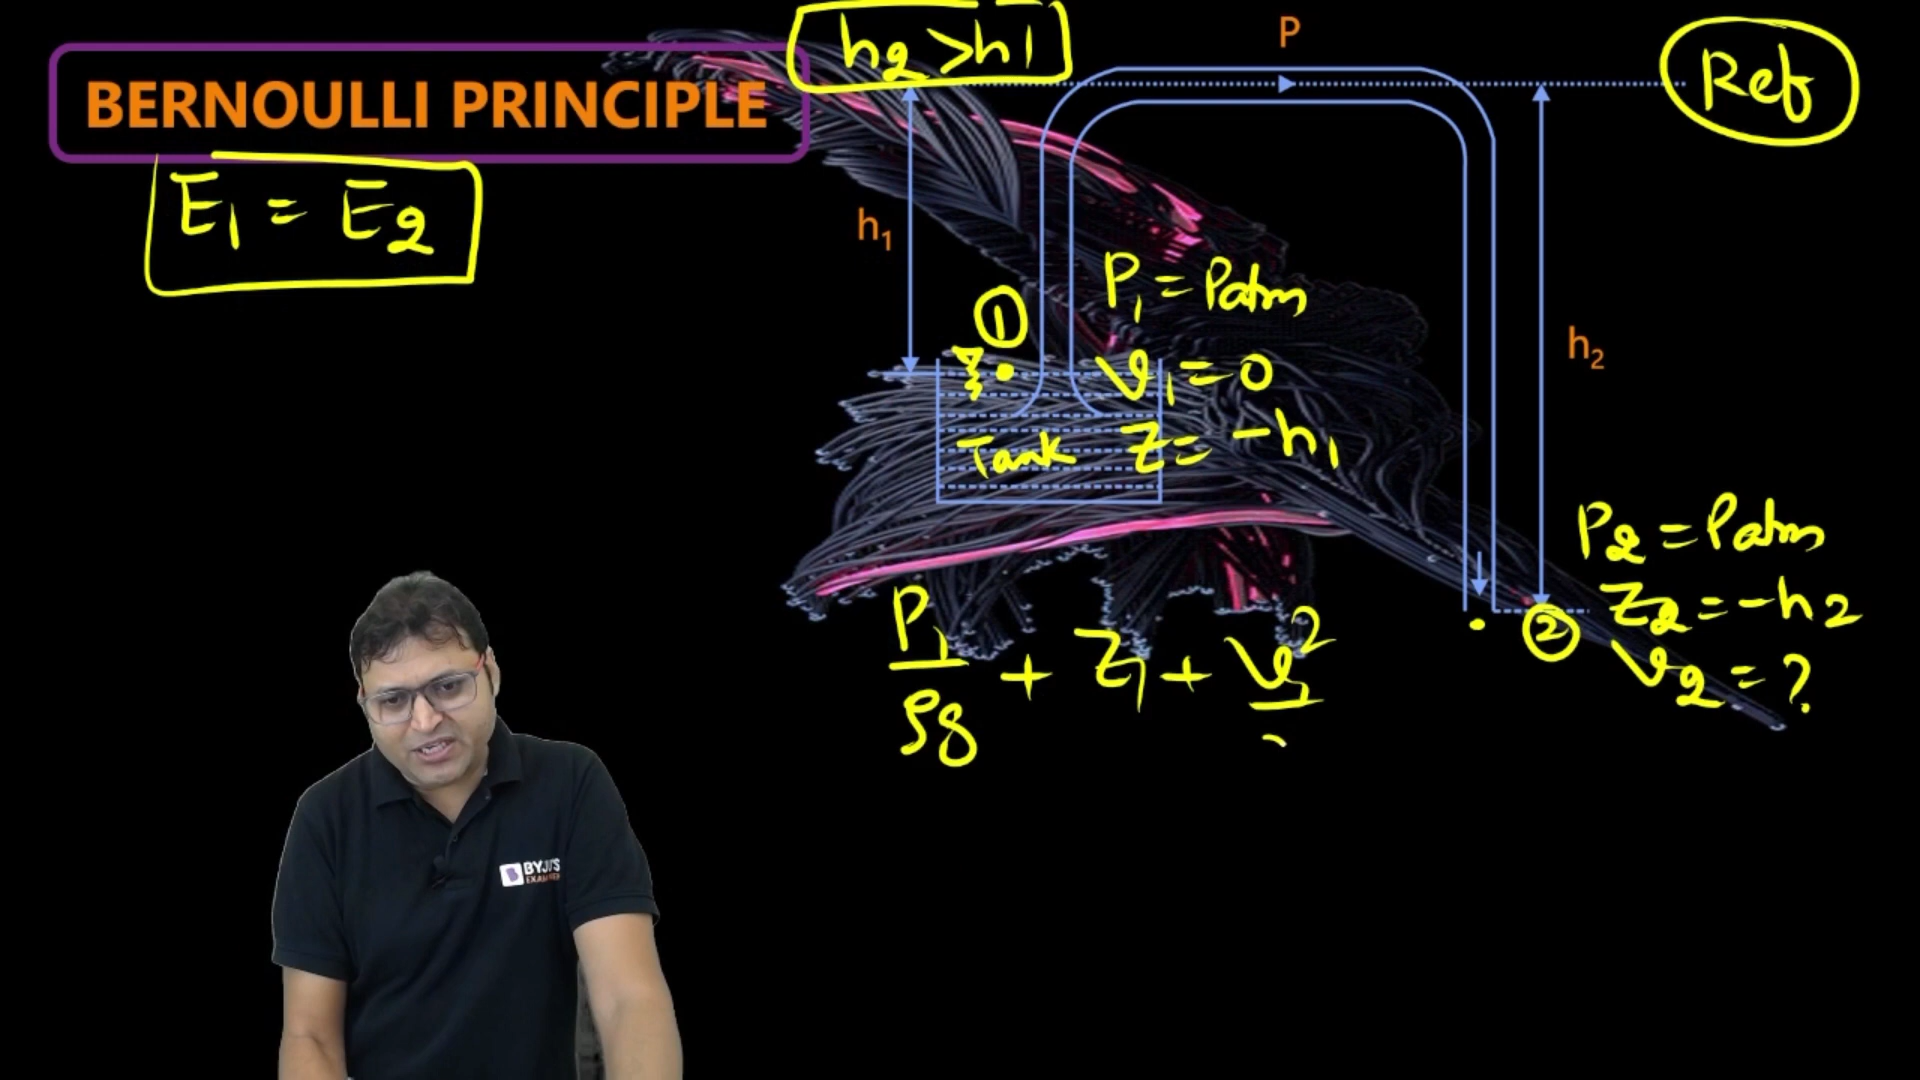 h2 > h1
P
Ref
BERNOULLI PRINCIPLE
E1 = E2
h1
1
P1 = Patm
v1 = 0
Z = -h1
Tank
h2
P2 = Patm
Z2 = -h2
2
v2 = ?
P1/ρg + Z1 + v1²
BYJU'S